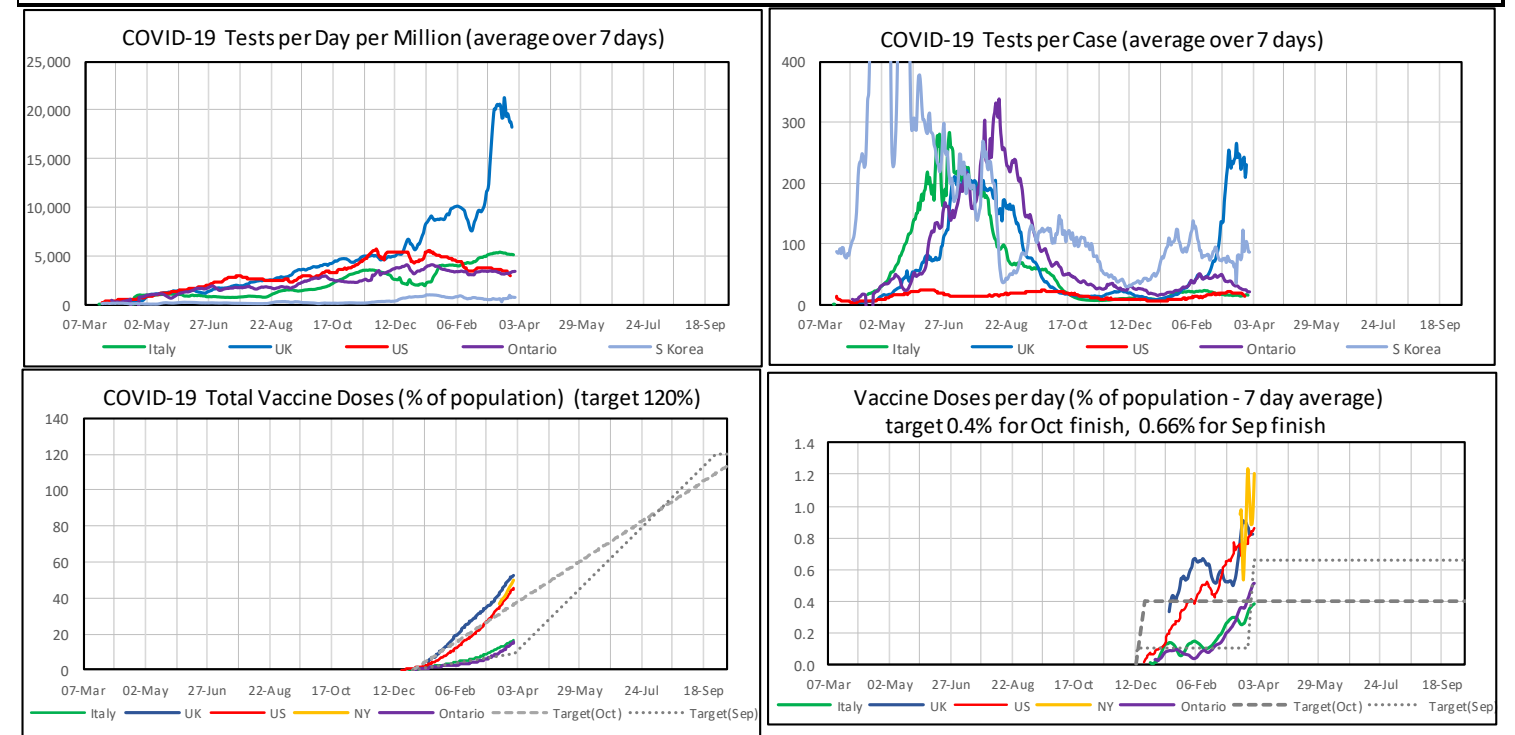 COVID-19 Tests per Day per Million (average over 7 days)
25,000
20,000
15,000
10,000
5,000
0
07-Mar 02-May 27-Jun 22-Aug 17-Oct 12-Dec 06-Feb 03-Apr 29-May 24-Jul 18-Sep
Italy UK US Ontario S Korea
COVID-19 Tests per Case (average over 7 days)
400
300
200
100
0
07-Mar 02-May 27-Jun 22-Aug 17-Oct 12-Dec 06-Feb 03-Apr 29-May 24-Jul 18-Sep
Italy UK US Ontario S Korea
COVID-19 Total Vaccine Doses (% of population) (target 120%)
140
120
100
80
60
40
20
0
07-Mar 02-May 27-Jun 22-Aug 17-Oct 12-Dec 06-Feb 03-Apr 29-May 24-Jul 18-Sep
Italy UK US NY Ontario Target(Oct) Target(Sep)
Vaccine Doses per day (% of population - 7 day average)
target 0.4% for Oct finish, 0.66% for Sep finish
1.4
1.2
1.0
0.8
0.6
0.4
0.2
0.0
07-Mar 02-May 27-Jun 22-Aug 17-Oct 12-Dec 06-Feb 03-Apr 29-May 24-Jul 18-Sep
Italy UK US NY Ontario Target(Oct) Target(Sep)